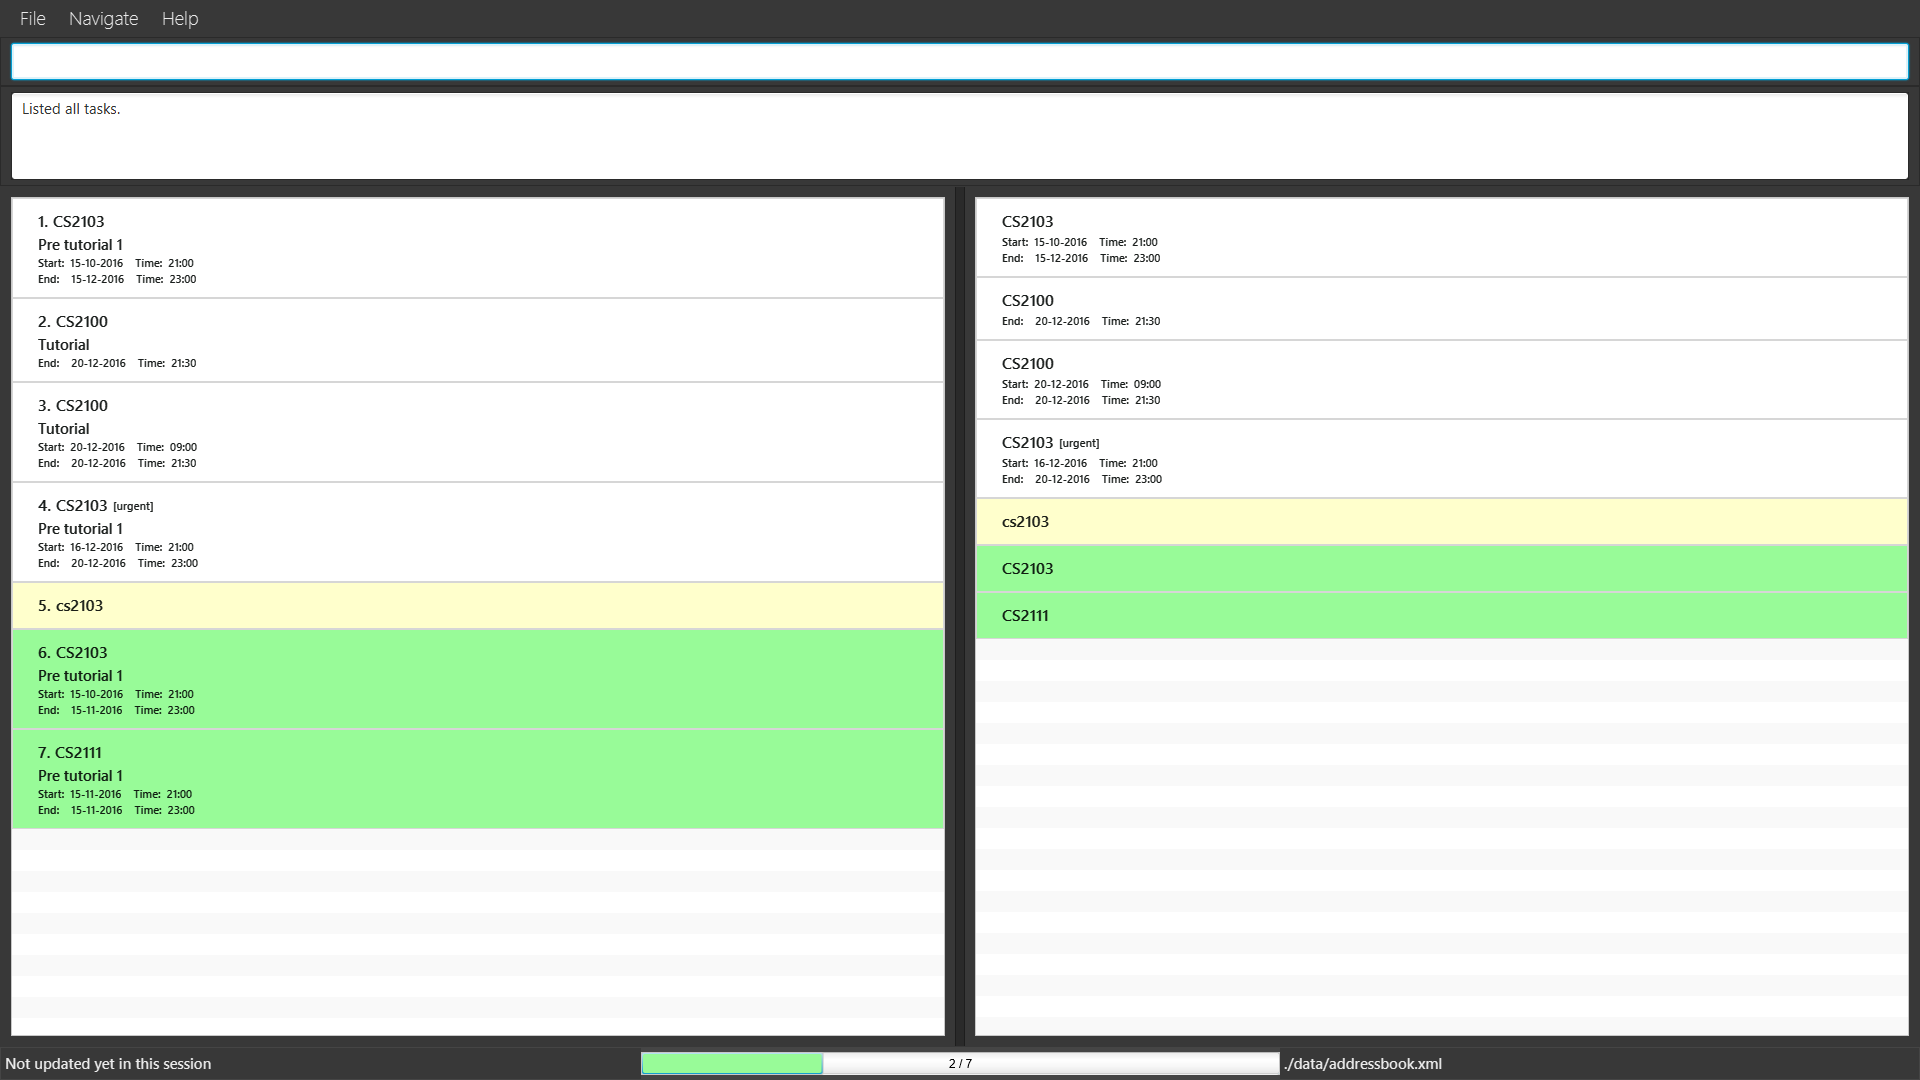 File Navigate Help
Listed all tasks.
1. CS2103
Pre tutorial 1
Start: 15-10-2016 Time: 21:00
End: 15-12-2016 Time: 23:00
2. CS2100
Tutorial
End: 20-12-2016 Time: 21:30
3. CS2100
Tutorial
Start: 20-12-2016 Time: 09:00
End: 20-12-2016 Time: 21:30
4. CS2103 [urgent]
Pre tutorial 1
Start: 16-12-2016 Time: 21:00
End: 20-12-2016 Time: 23:00
5. cs2103
6. CS2103
Pre tutorial 1
Start: 15-10-2016 Time: 21:00
End: 15-11-2016 Time: 23:00
7. CS2111
Pre tutorial 1
Start: 15-11-2016 Time: 21:00
End: 15-11-2016 Time: 23:00
CS2103
Start: 15-10-2016 Time: 21:00
End: 15-12-2016 Time: 23:00
CS2100
End: 20-12-2016 Time: 21:30
CS2100
Start: 20-12-2016 Time: 09:00
End: 20-12-2016 Time: 21:30
CS2103 [urgent]
Start: 16-12-2016 Time: 21:00
End: 20-12-2016 Time: 23:00
cs2103
CS2103
CS2111
Not updated yet in this session
2 / 7
./data/addressbook.xml